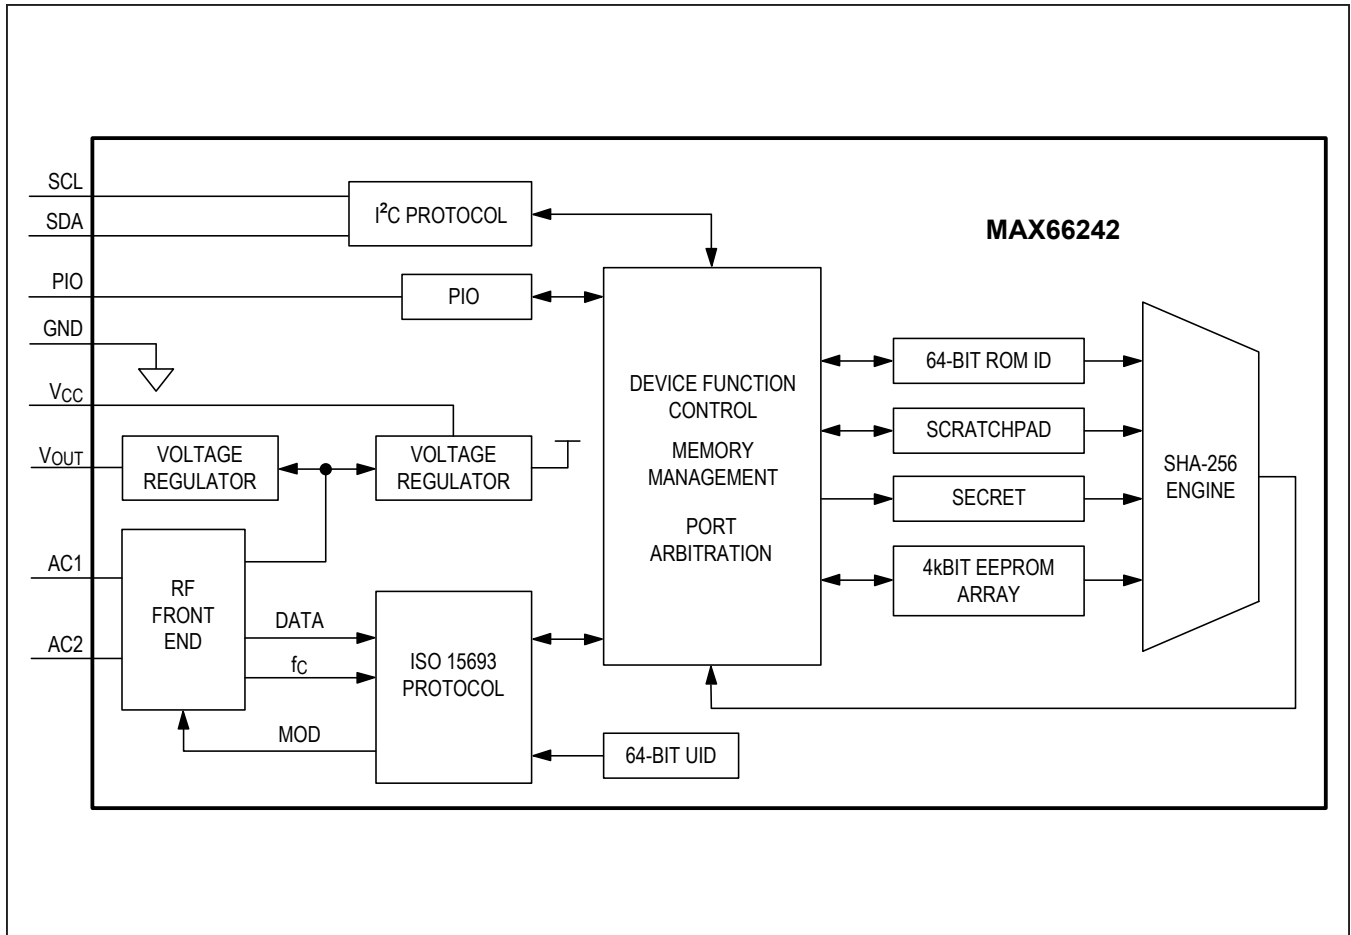 SCL
SDA
I²C PROTOCOL
MAX66242
PIO
PIO
GND
VCC
VOUT
VOLTAGE
REGULATOR
VOLTAGE
REGULATOR
DEVICE FUNCTION
CONTROL
MEMORY
MANAGEMENT
PORT
ARBITRATION
64-BIT ROM ID
SCRATCHPAD
SECRET
4kBIT EEPROM
ARRAY
SHA-256
ENGINE
AC1
AC2
RF
FRONT
END
DATA
fC
MOD
ISO 15693
PROTOCOL
64-BIT UID